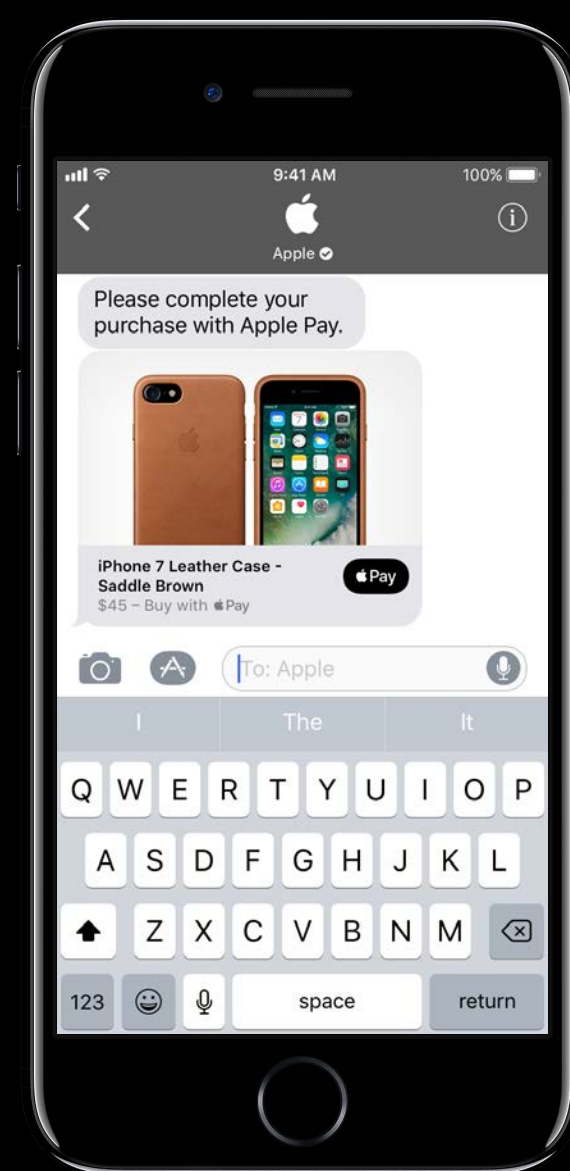 9:41 AM
100%
Apple
Please complete your
purchase with Apple Pay.
iPhone 7 Leather Case -
Saddle Brown
$45 – Buy with Pay
Pay
To: Apple
I The It
Q W E R T Y U I O P
A S D F G H J K L
Z X C V B N M
123 space return